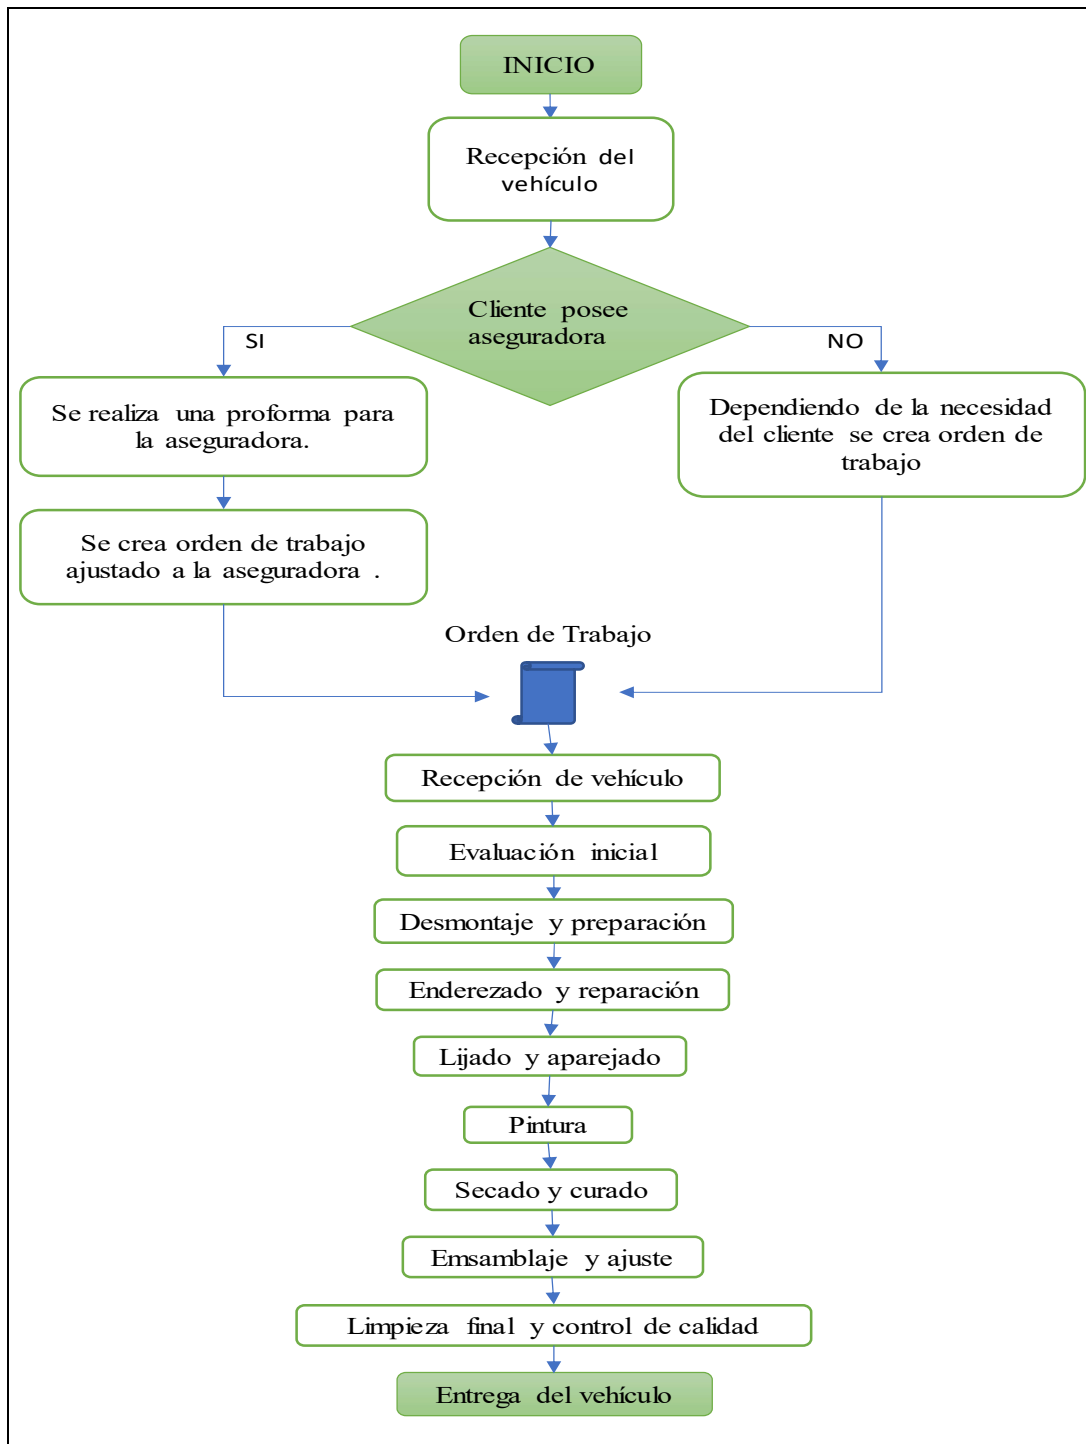 INICIO
Recepción del
vehículo
Cliente posee
aseguradora
SI
NO
Se realiza una proforma para
la aseguradora.
Dependiendo de la necesidad
del cliente se crea orden de
trabajo
Se crea orden de trabajo
ajustado a la aseguradora .
Orden de Trabajo
Recepción de vehículo
Evaluación inicial
Desmontaje y preparación
Enderezado y reparación
Lijado y aparejado
Pintura
Secado y curado
Emsamblaje y ajuste
Limpieza final y control de calidad
Entrega del vehículo